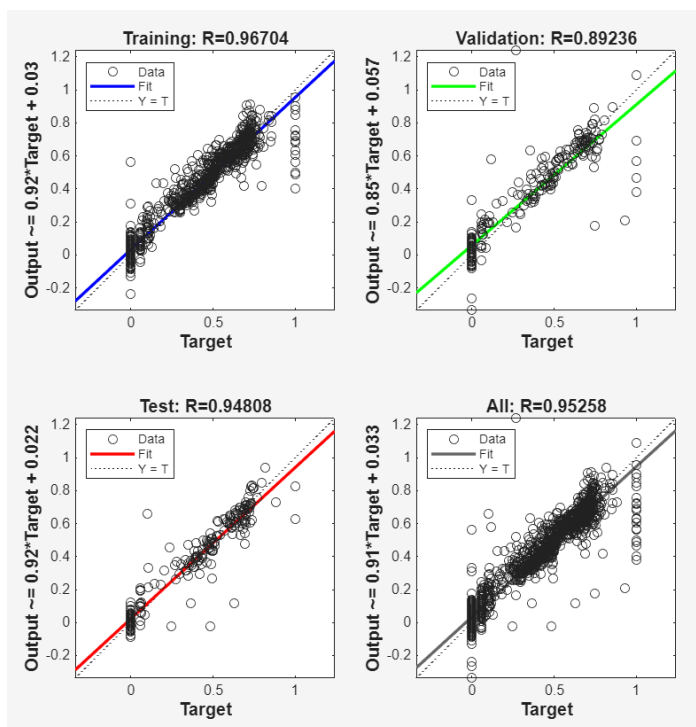 Training: R=0.96704
Output ~= 0.92*Target + 0.03
1.2
1
0.8
0.6
0.4
0.2
0
-0.2
Data
Fit
Y = T
0
0.5
1
Target
Validation: R=0.89236
Output ~= 0.85*Target + 0.057
1.2
1
0.8
0.6
0.4
0.2
0
-0.2
Data
Fit
Y = T
0
0.5
1
Target
Test: R=0.94808
Output ~= 0.92*Target + 0.022
1.2
1
0.8
0.6
0.4
0.2
0
-0.2
Data
Fit
Y = T
0
0.5
1
Target
All: R=0.95258
Output ~= 0.91*Target + 0.033
1.2
1
0.8
0.6
0.4
0.2
0
-0.2
Data
Fit
Y = T
0
0.5
1
Target